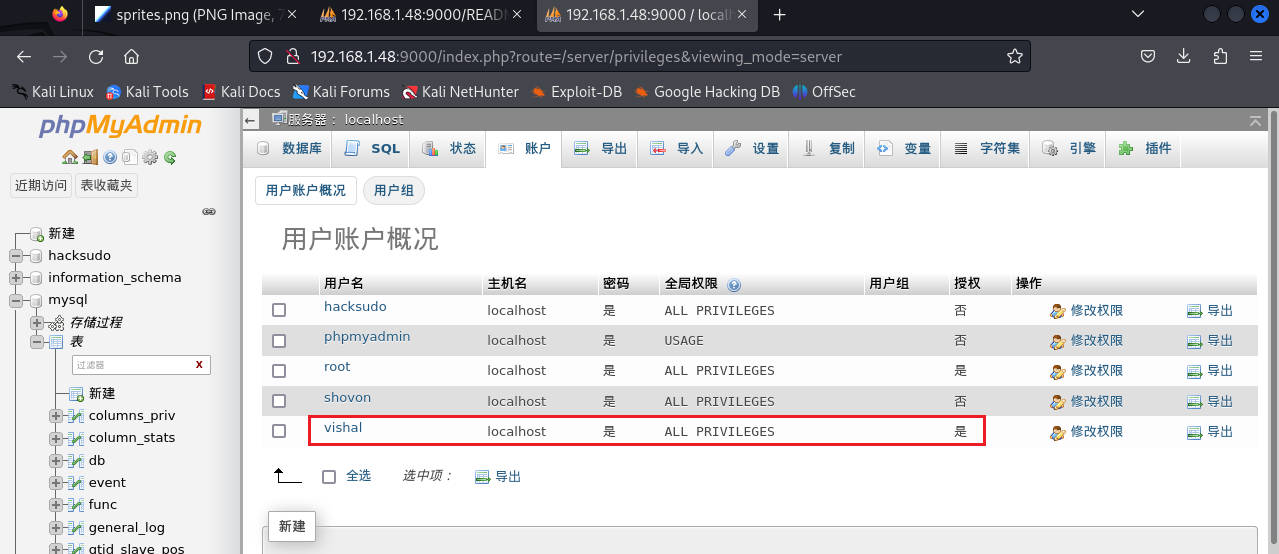 sprites.png (PNG Image, 7 192.168.1.48:9000/READM 192.168.1.48:9000 / local
192.168.1.48:9000/index.php?route=/server/privileges&viewing_mode=server
Kali Linux Kali Tools Kali Docs Kali Forums Kali NetHunter Exploit-DB Google Hacking DB OffSec
phpMyAdmin
近期访问 表收藏夹
新建
hacksudo
information_schema
mysql
存储过程
表
过滤器 X
新建
columns_priv
column_stats
db
event
func
general_log
gtid_slave_pos
服务器： localhost
数据库 SQL 状态 账户 导出 导入 设置 复制 变量 字符集 引擎 插件
用户账户概况 用户组
用户账户概况
用户名 主机名 密码 全局权限 用户组 授权 操作
hacksudo localhost 是 ALL PRIVILEGES 否 修改权限 导出
phpmyadmin localhost 是 USAGE 否 修改权限 导出
root localhost 是 ALL PRIVILEGES 是 修改权限 导出
shovon localhost 是 ALL PRIVILEGES 否 修改权限 导出
vishal localhost 是 ALL PRIVILEGES 是 修改权限 导出
全选 选中项： 导出
新建